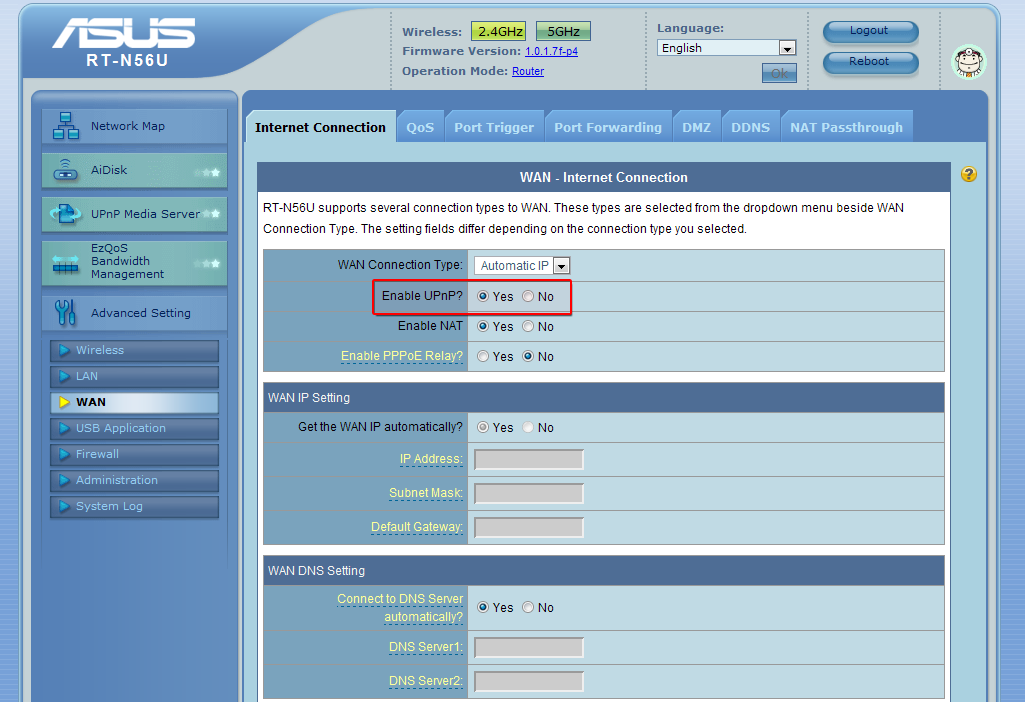 ASUS
RT-N56U
Wireless: 2.4GHz 5GHz
Firmware Version: 1.0.1.7f-p4
Operation Mode: Router
Language:
English
Ok
Logout
Reboot
Network Map
AiDisk
UPnP Media Server
EzQoS
Bandwidth
Management
Advanced Setting
Wireless
LAN
WAN
USB Application
Firewall
Administration
System Log
Internet Connection QoS Port Trigger Port Forwarding DMZ DDNS NAT Passthrough
WAN - Internet Connection
?
RT-N56U supports several connection types to WAN. These types are selected from the dropdown menu beside WAN
Connection Type. The setting fields differ depending on the connection type you selected.
WAN Connection Type: Automatic IP
Enable UPnP? Yes No
Enable NAT Yes No
Enable PPPoE Relay? Yes No
WAN IP Setting
Get the WAN IP automatically? Yes No
IP Address:
Subnet Mask:
Default Gateway:
WAN DNS Setting
Connect to DNS Server
automatically? Yes No
DNS Server1:
DNS Server2: